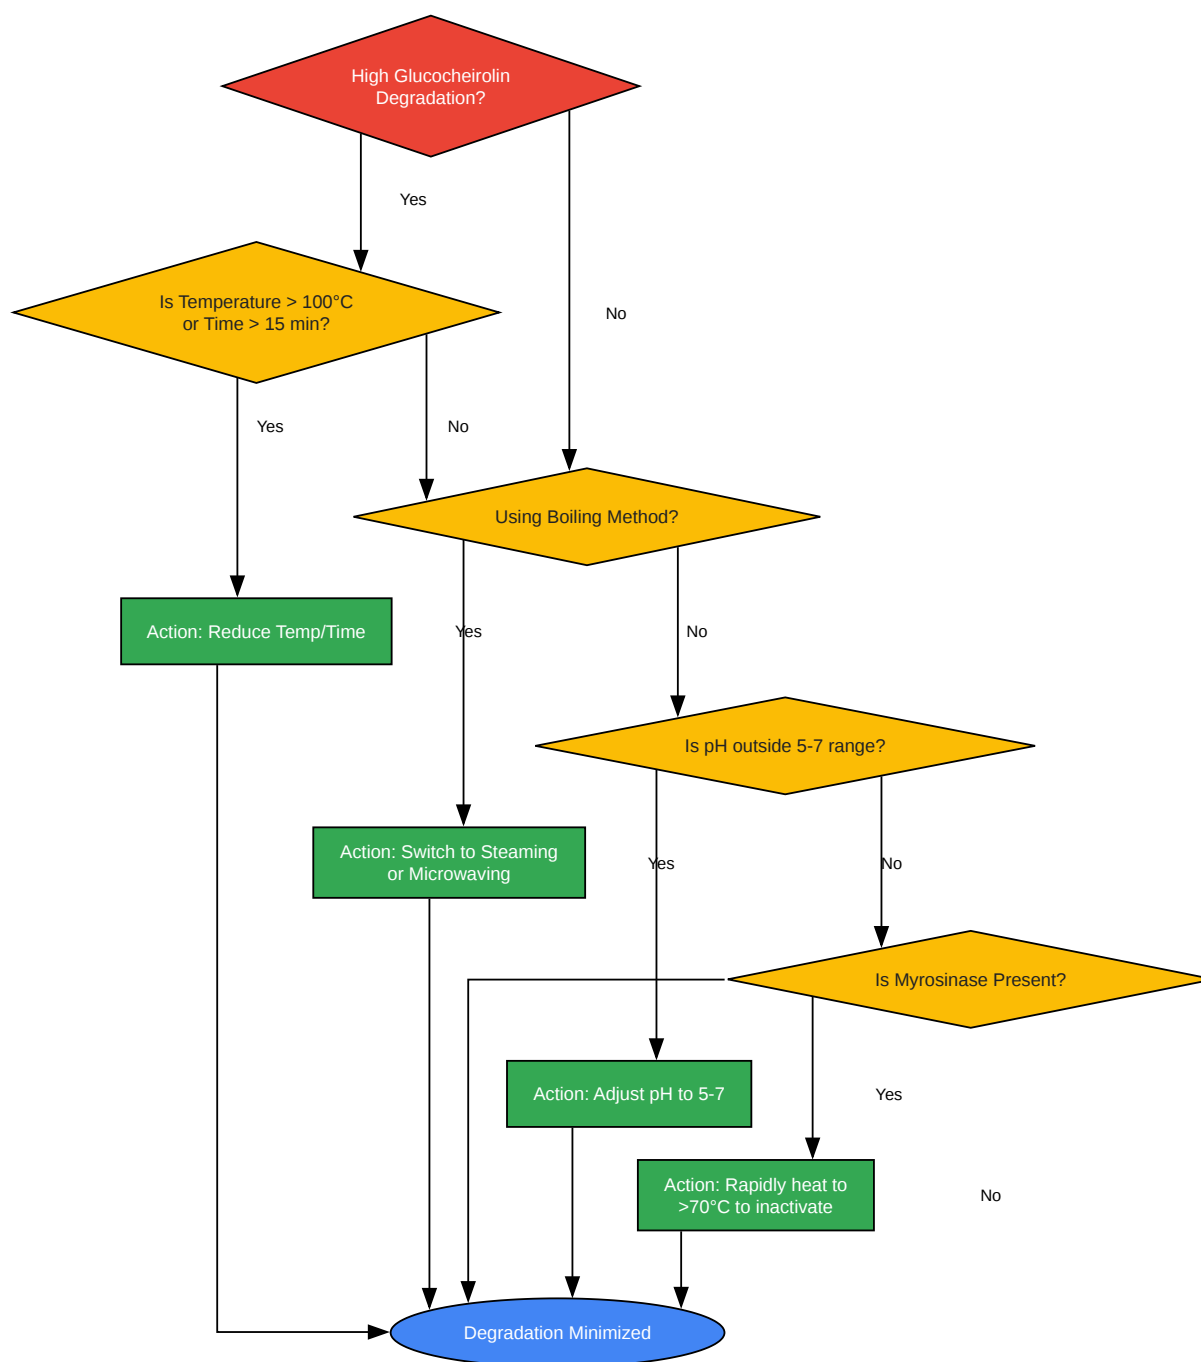 High Glucocheirolin
Degradation?
Yes
Is Temperature > 100°C
or Time > 15 min?
No
Yes
No
Using Boiling Method?
Action: Reduce Temp/Time
Yes
No
Is pH outside 5-7 range?
Action: Switch to Steaming
or Microwaving
Yes
No
Is Myrosinase Present?
Action: Adjust pH to 5-7
Yes
Action: Rapidly heat to
>70°C to inactivate
No
Degradation Minimized